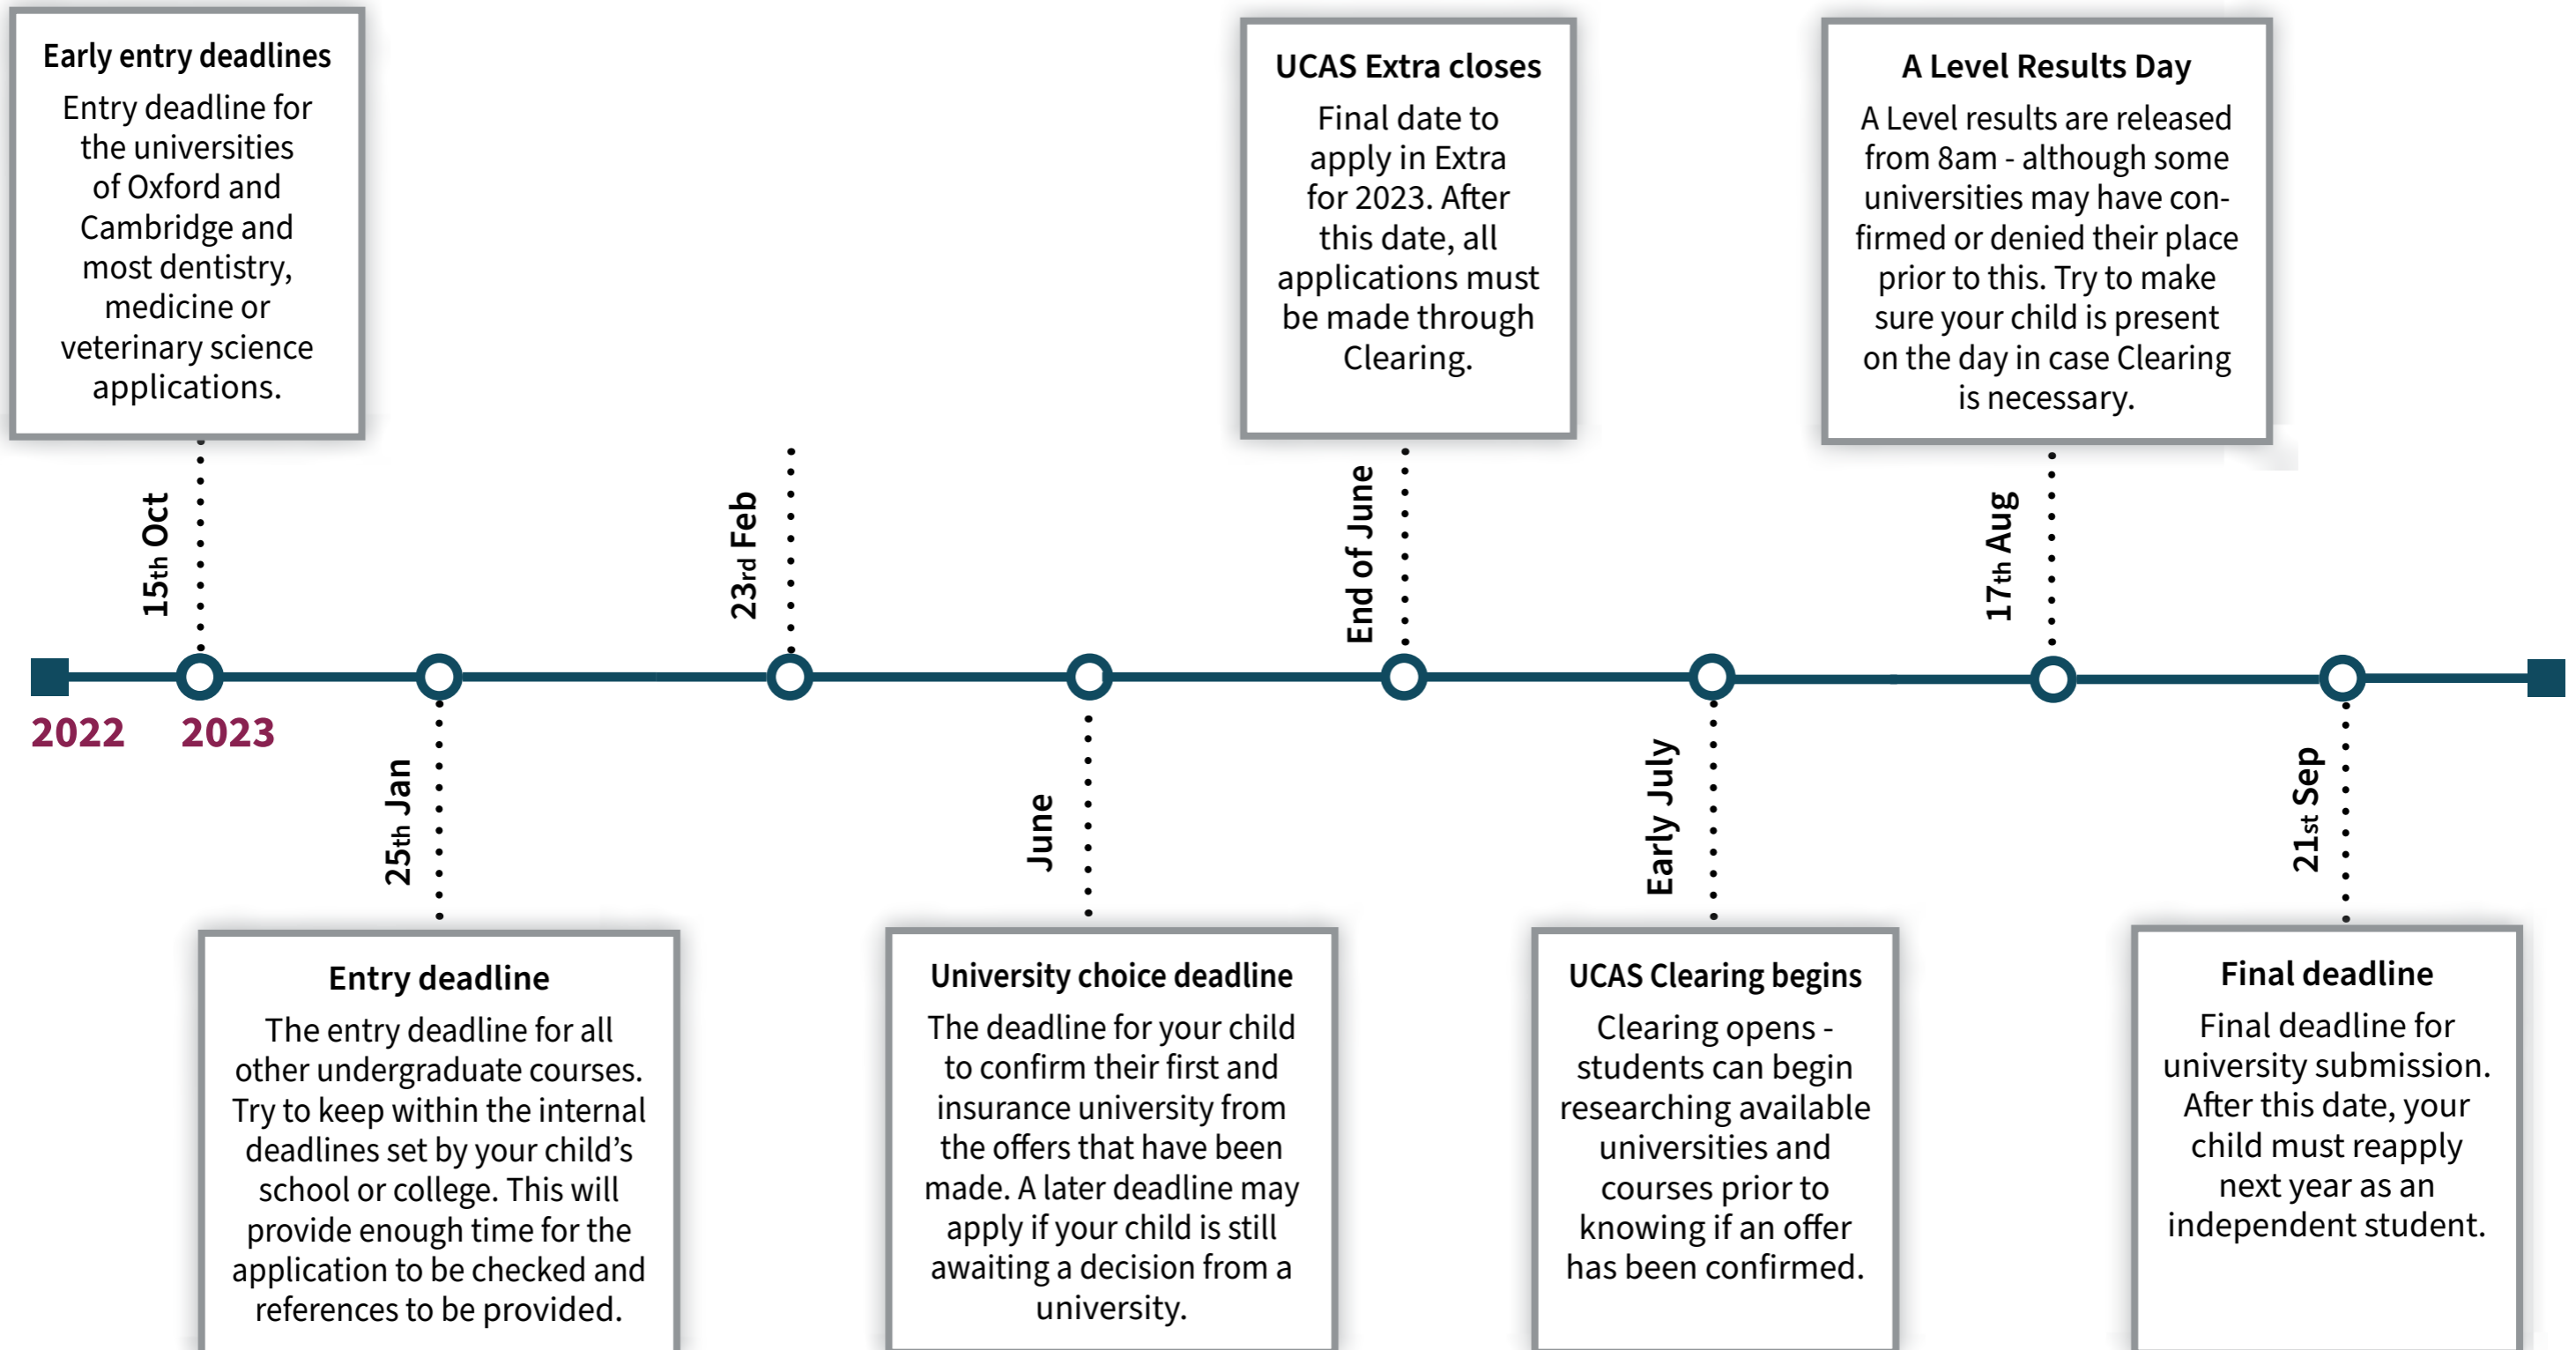 Early entry deadlines
Entry deadline for
the universities
of Oxford and
Cambridge and
most dentistry,
medicine or
veterinary science
applications.
UCAS Extra closes
Final date to
apply in Extra
for 2023. After
this date, all
applications must
be made through
Clearing.
A Level Results Day
A Level results are released
from 8am - although some
universities may have con-
firmed or denied their place
prior to this. Try to make
sure your child is present
on the day in case Clearing
is necessary.
15th Oct
23rd Feb
End of June
17th Aug
2022
2023
25th Jan
June
Early July
21st Sep
Entry deadline
The entry deadline for all
other undergraduate courses.
Try to keep within the internal
deadlines set by your child’s
school or college. This will
provide enough time for the
application to be checked and
references to be provided.
University choice deadline
The deadline for your child
to confirm their first and
insurance university from
the offers that have been
made. A later deadline may
apply if your child is still
awaiting a decision from a
university.
UCAS Clearing begins
Clearing opens -
students can begin
researching available
universities and
courses prior to
knowing if an offer
has been confirmed.
Final deadline
Final deadline for
university submission.
After this date, your
child must reapply
next year as an
independent student.